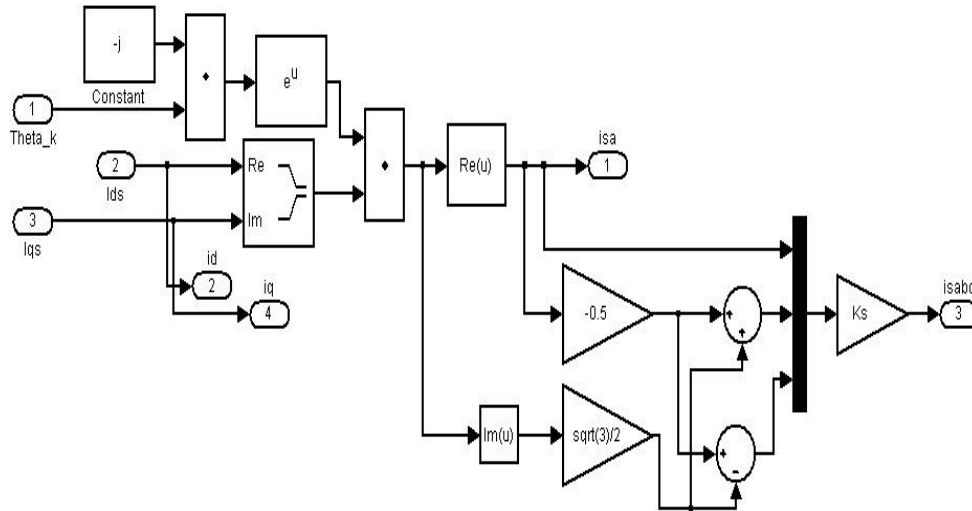 -j
Constant
1
Theta_k
e^u
2
Ids
Re
Im
3
Iqs
id
2
iq
4
Re(u)
isa
1
-0.5
+
+
Im(u)
sqrt(3)/2
+
-
Ks
isabc
3